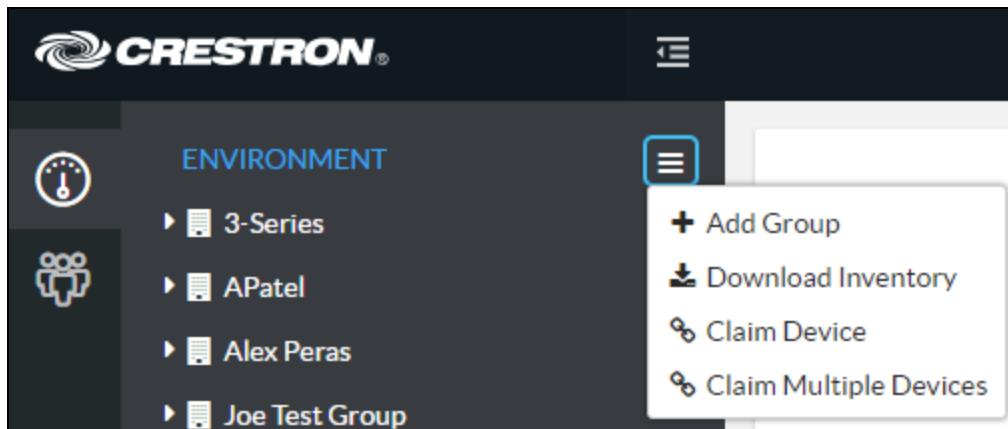 CRESTRON®
ENVIRONMENT
3-Series
APatel
Alex Peras
Joe Test Group
Add Group
Download Inventory
Claim Device
Claim Multiple Devices